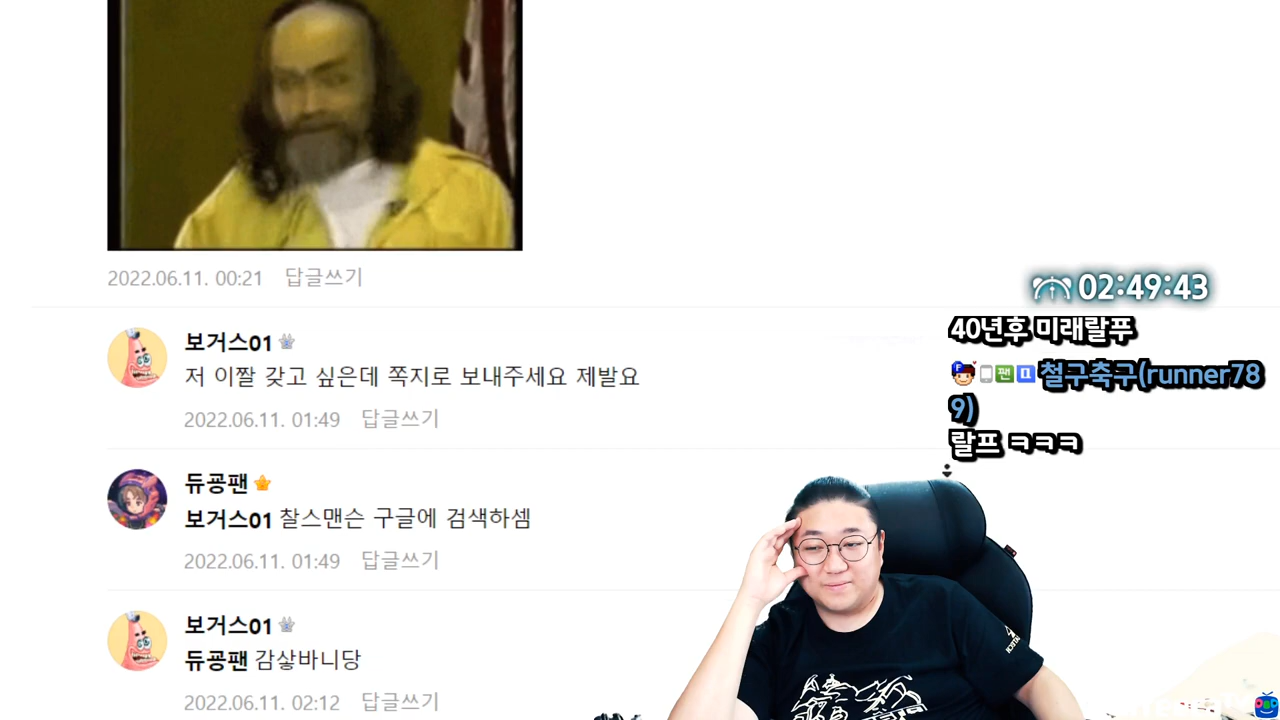 2022.06.11. 00:21 답글쓰기
보거스01
저 이짤 갖고 싶은데 쪽지로 보내주세요 제발요
2022.06.11. 01:49 답글쓰기
듀공팬
보거스01 찰스맨슨 구글에 검색하셈
2022.06.11. 01:49 답글쓰기
보거스01
듀공팬 감샇바니당
2022.06.11. 02:12 답글쓰기
02:49:43
40년후 미래랄푸
F 팬 철구축구(runner78
9)
랄프 ㅋㅋㅋ